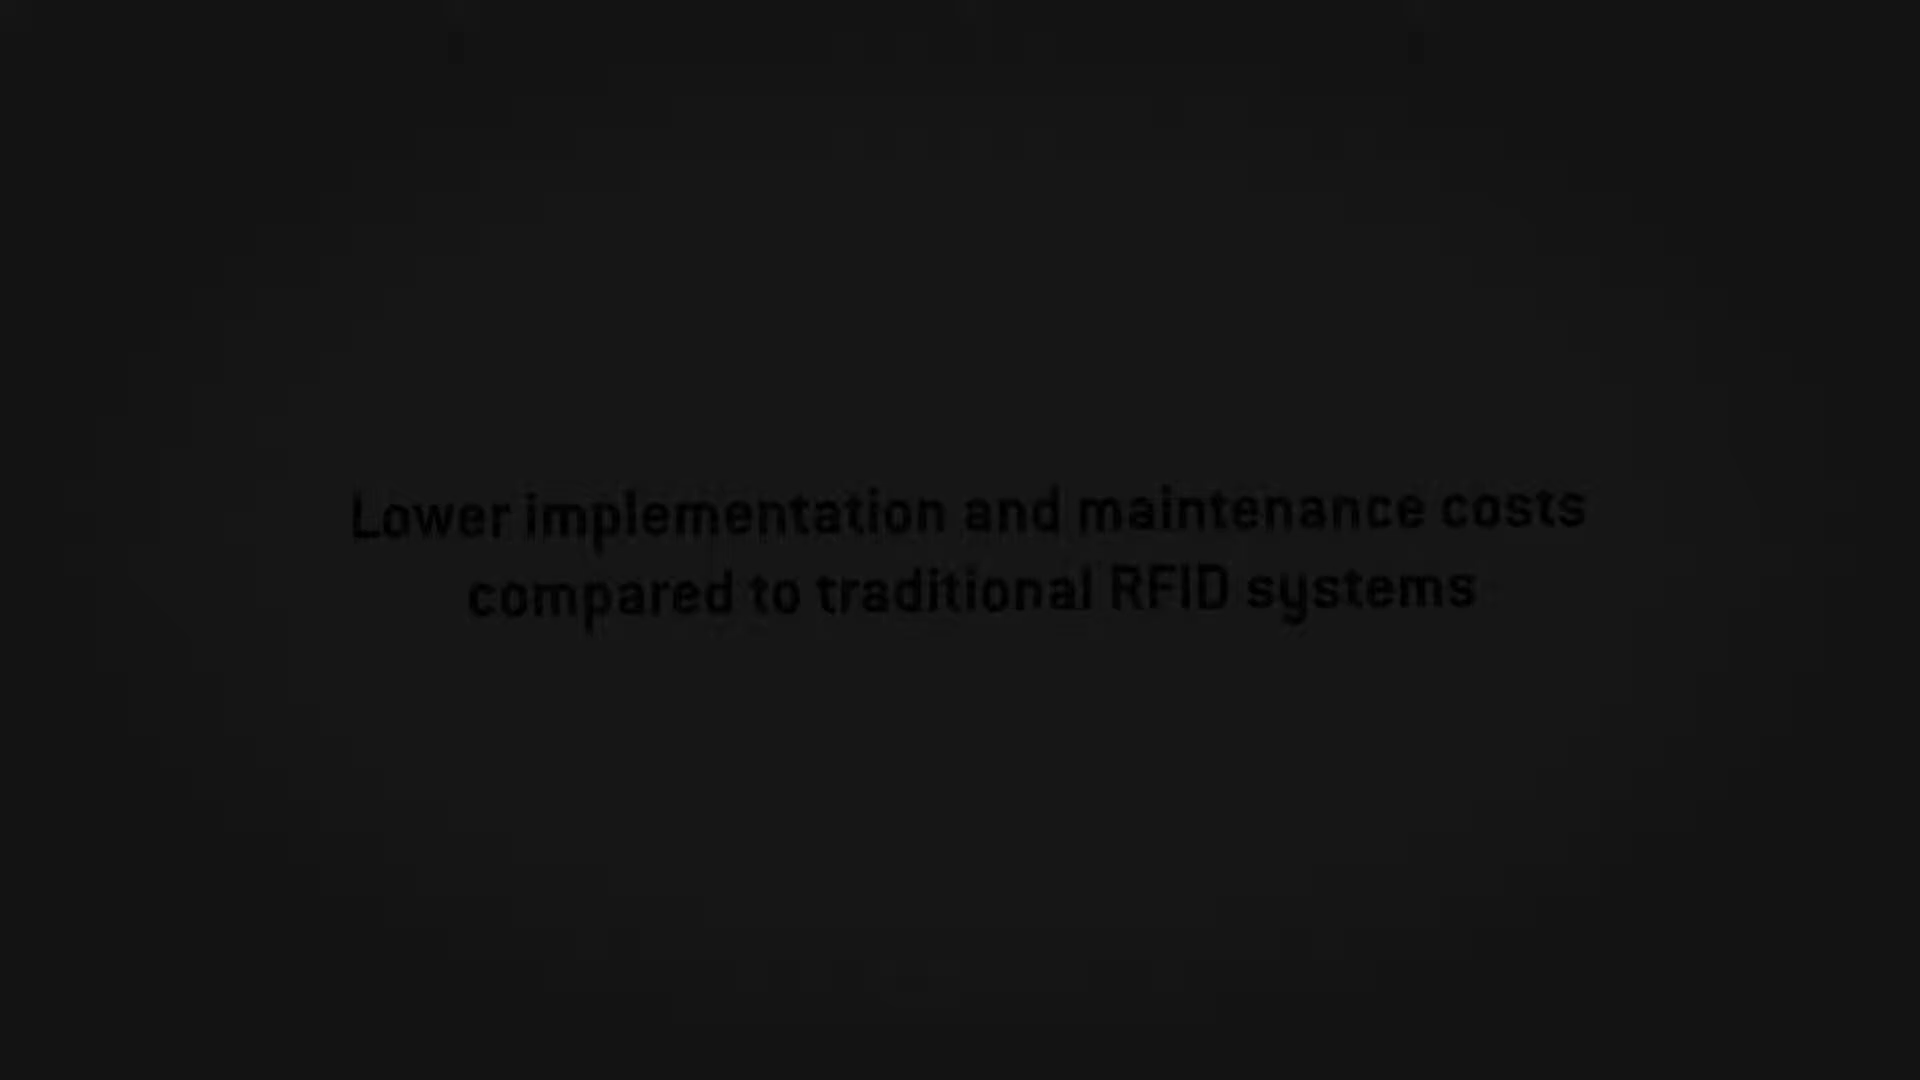 Lower implementation and maintenance costs
compared to traditional RFID systems